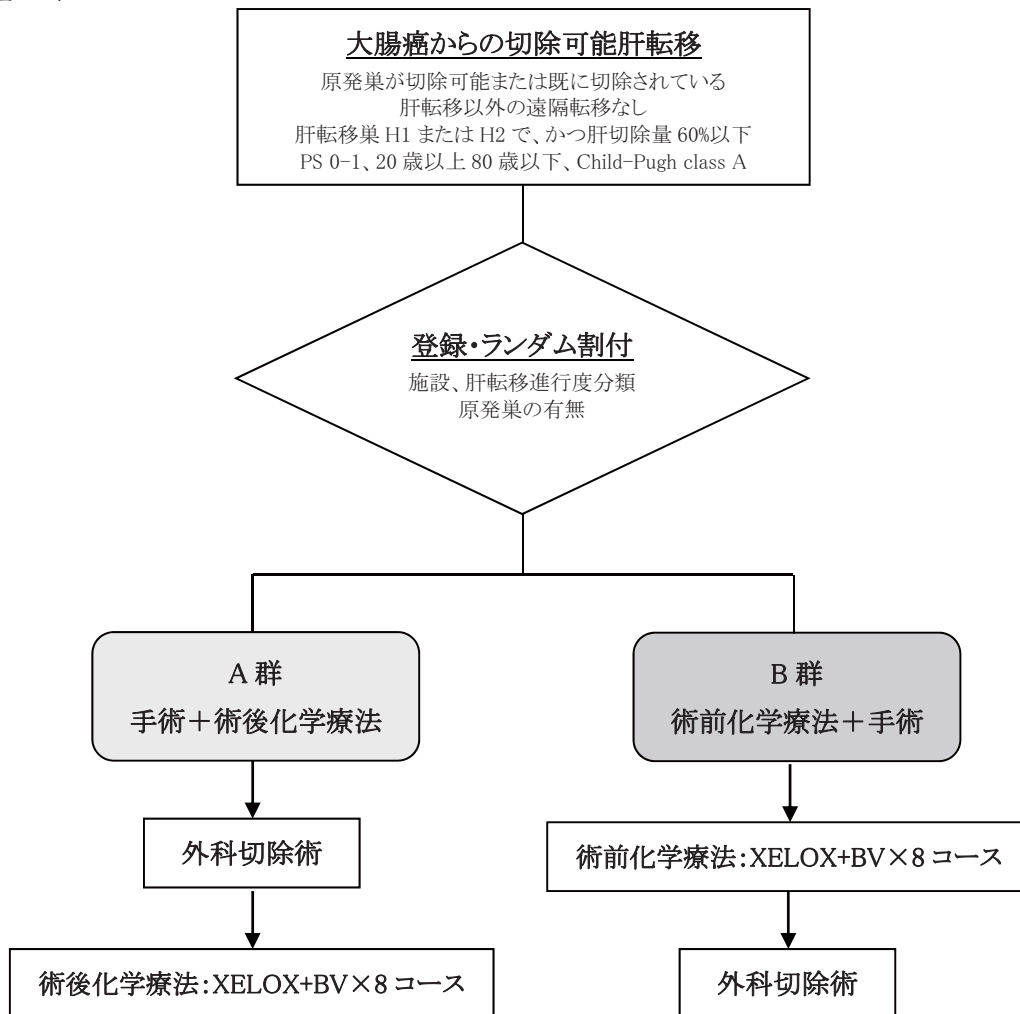 大腸癌からの切除可能肝転移
原発巣が切除可能または既に切除されている
肝転移以外の遠隔転移なし
肝転移巣 H1 または H2 で、かつ肝切除量 60%以下
PS 0-1、20 歳以上 80 歳以下、Child-Pugh class A
登録・ランダム割付
施設、肝転移進行度分類
原発巣の有無
A 群
手術＋術後化学療法
B 群
術前化学療法＋手術
外科切除術
術後化学療法：XELOX+BV×8 コース
術前化学療法：XELOX+BV×8 コース
外科切除術